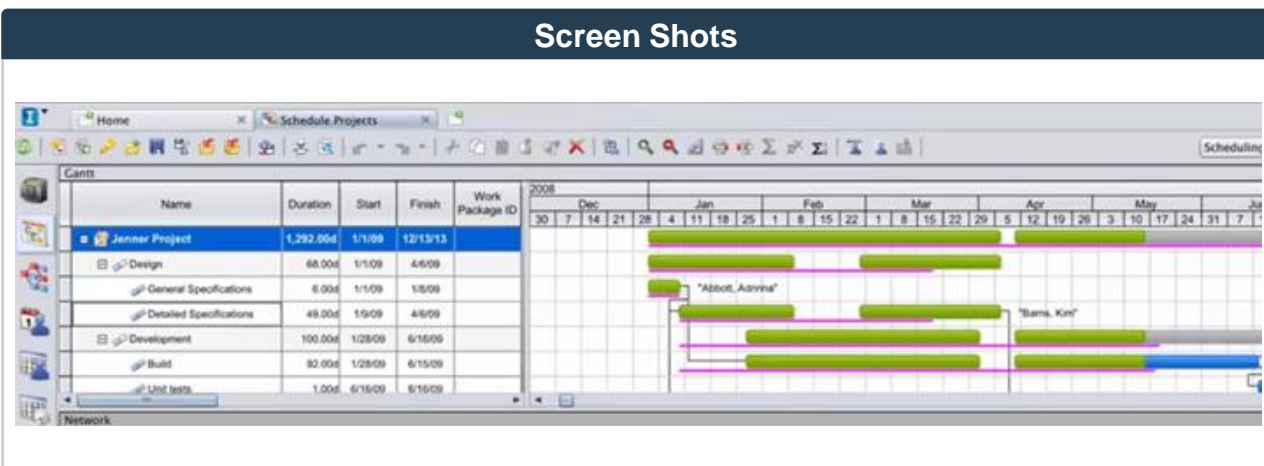 Screen Shots
Home
Schedule Projects
Scheduling
Gantt
Name Duration Start Finish Work Package ID
2008
Dec Jan Feb Mar Apr May
30 7 14 21 28 4 11 18 25 1 8 15 22 1 8 15 22 29 5 12 19 26 3 10 17 24 31 7
Jenner Project 1,292.00d 1/1/09 12/13/13
Design 68.00d 1/1/09 4/6/09
General Specifications 6.00d 1/1/09 1/8/09 "Abbott, Adrinna"
Detailed Specifications 49.00d 1/9/09 4/6/09 "Barns, Kim"
Development 100.00d 1/28/09 6/16/09
Build 92.00d 1/28/09 6/15/09
Unit tests 1.00d 6/16/09 6/16/09
Network